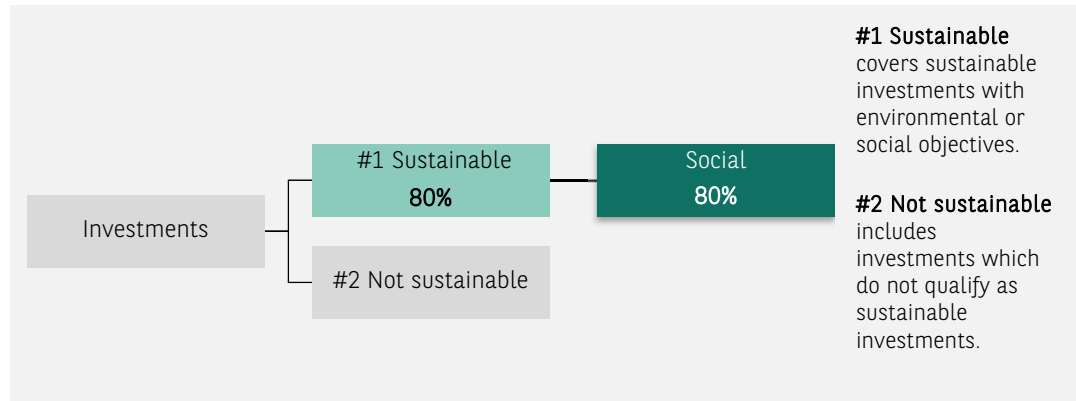 Investments
#1 Sustainable
80%
#2 Not sustainable
Social
80%
#1 Sustainable
covers sustainable
investments with
environmental or
social objectives.
#2 Not sustainable
includes
investments which
do not qualify as
sustainable
investments.